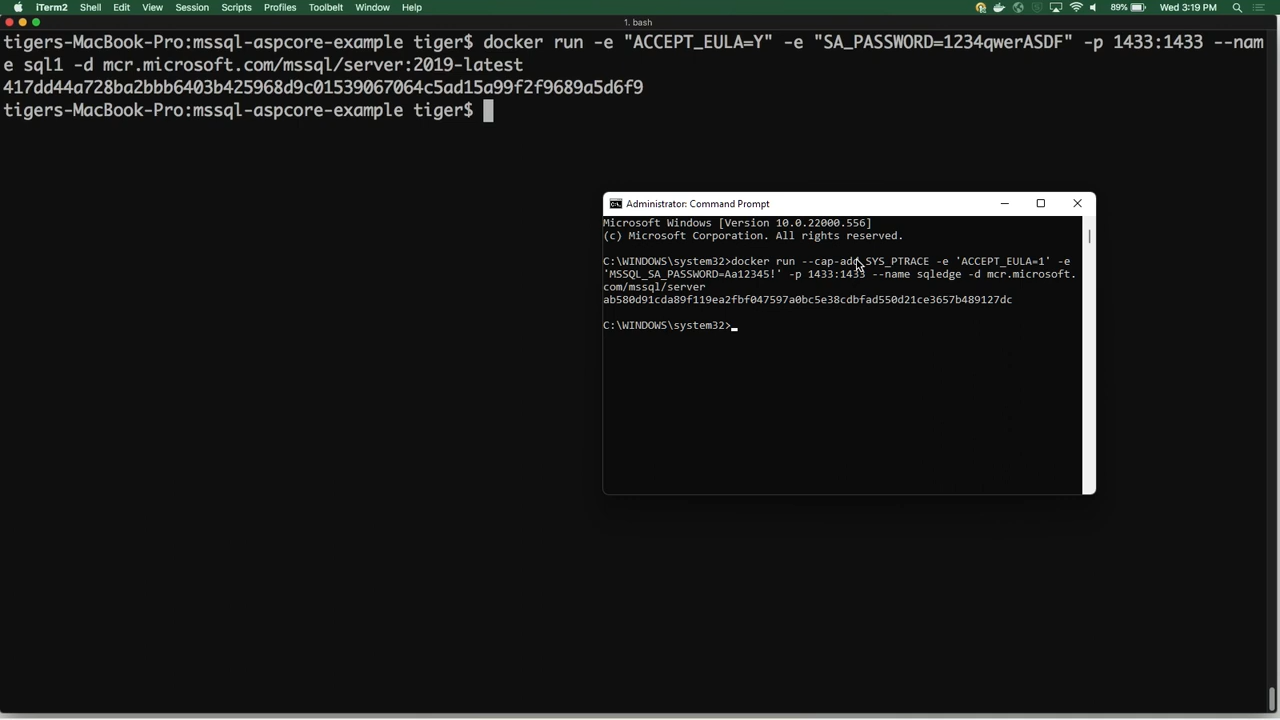 iTerm2 Shell Edit View Session Scripts Profiles Toolbelt Window Help 89% Wed 3:19 PM
1. bash
tigers-MacBook-Pro:mssql-aspcore-example tiger$ docker run -e "ACCEPT_EULA=Y" -e "SA_PASSWORD=1234qwerASDF" -p 1433:1433 --nam
e sql1 -d mcr.microsoft.com/mssql/server:2019-latest
417dd44a728ba2bbb6403b425968d9c01539067064c5ad15a99f2f9689a5d6f9
tigers-MacBook-Pro:mssql-aspcore-example tiger$
Administrator: Command Prompt
Microsoft Windows [Version 10.0.22000.556]
(c) Microsoft Corporation. All rights reserved.
C:\WINDOWS\system32>docker run --cap-add SYS_PTRACE -e 'ACCEPT_EULA=1' -e
'MSSQL_SA_PASSWORD=Aa12345!' -p 1433:1433 --name sqledge -d mcr.microsoft.
com/mssql/server
ab580d91cda89f119ea2fbf047597a0bc5e38cdbfad550d21ce3657b489127dc
C:\WINDOWS\system32>